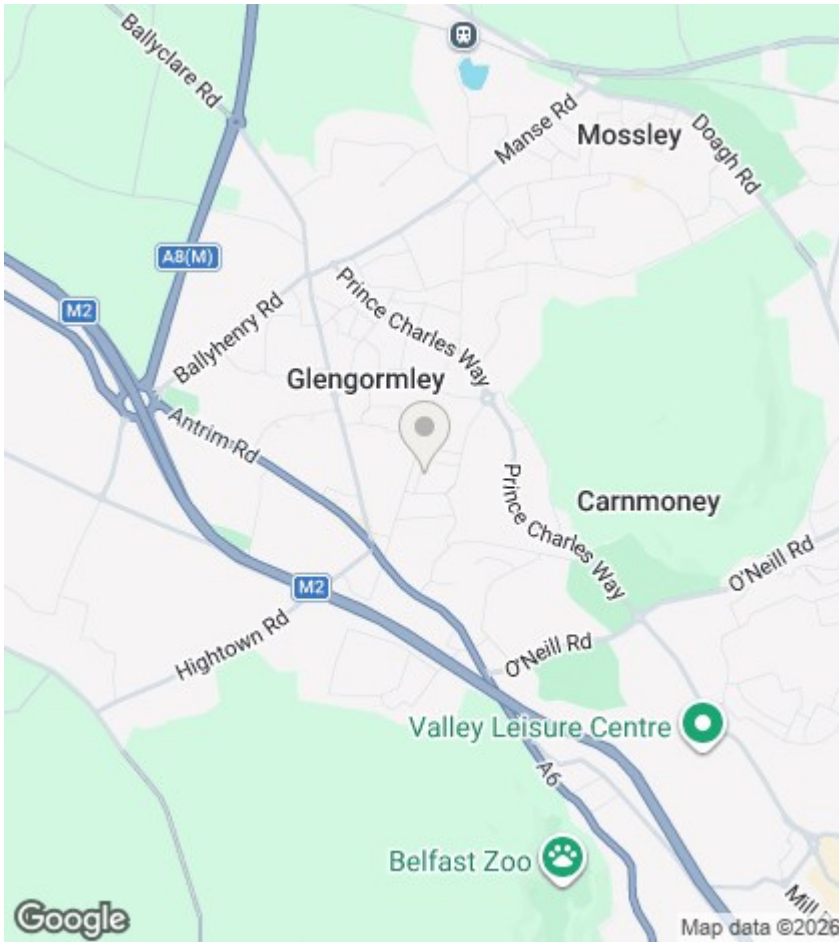 Ballyclare Rd
Manse Rd
Mossley
Doagh Rd
A8(M)
M2
Ballyhenry Rd
Prince Charles Way
Glengormley
Antrim Rd
Prince Charles Way
Carnmoney
M2
O'Neill Rd
Hightown Rd
O'Neill Rd
Valley Leisure Centre
A6
Belfast Zoo
Mill
Google
Map data ©2026